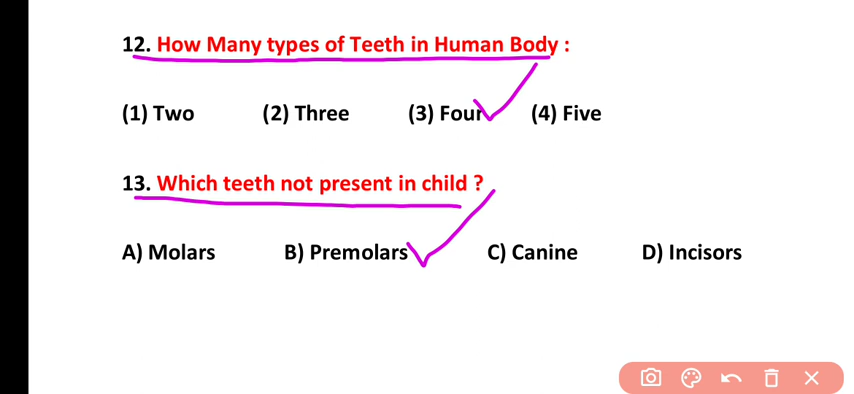 12. How Many types of Teeth in Human Body :
(1) Two (2) Three (3) Four (4) Five
13. Which teeth not present in child ?
A) Molars B) Premolars C) Canine D) Incisors